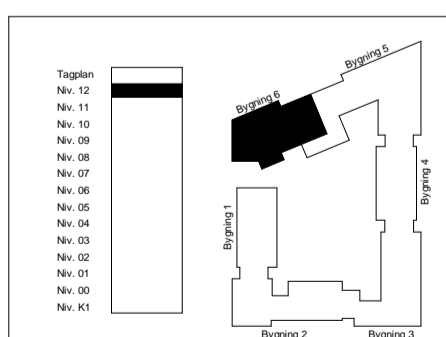 Tagplan
Niv. 12
Niv. 11
Niv. 10
Niv. 09
Niv. 08
Niv. 07
Niv. 06
Niv. 05
Niv. 04
Niv. 03
Niv. 02
Niv. 01
Niv. 00
Niv. K1
Bygning 5
Bygning 6
Bygning 4
Bygning 1
Bygning 2
Bygning 3